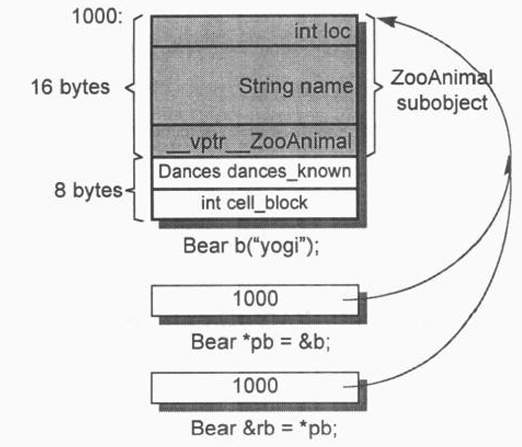 1000:
int loc
16 bytes
String name
ZooAnimal
subobject
__vptr__ZooAnimal
Dances dances_known
8 bytes
int cell_block
Bear b("yogi");
1000
Bear *pb = &b;
1000
Bear &rb = *pb;